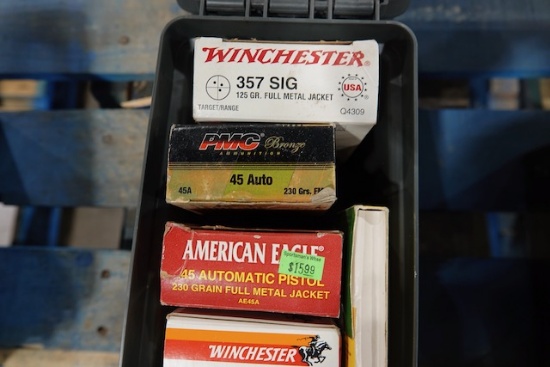 WINCHESTER
357 SIG
125 GR. FULL METAL JACKET
TARGET/RANGE
USA
Q4309
PMC Bronze
AMMUNITION
45 Auto
45A
230 Grs.
AMERICAN EAGLE
$15.99
45 AUTOMATIC PISTOL
230 GRAIN FULL METAL JACKET
AE45A
WINCHESTER